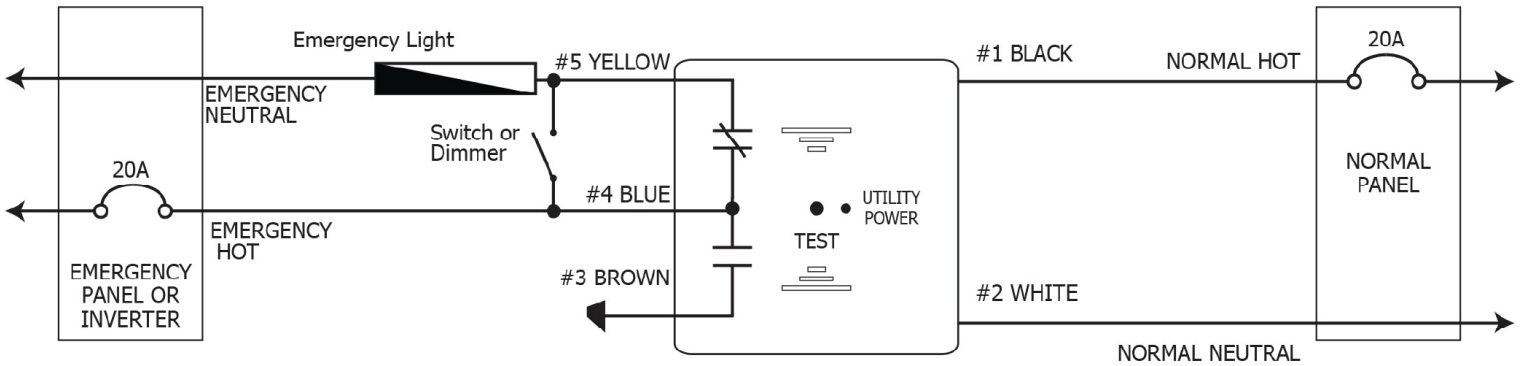 Emergency Light
#5 YELLOW
#1 BLACK
NORMAL HOT
20A
EMERGENCY
NEUTRAL
Switch or
Dimmer
20A
#4 BLUE
UTILITY
POWER
TEST
NORMAL
PANEL
EMERGENCY
HOT
EMERGENCY
PANEL OR
INVERTER
#3 BROWN
#2 WHITE
NORMAL NEUTRAL